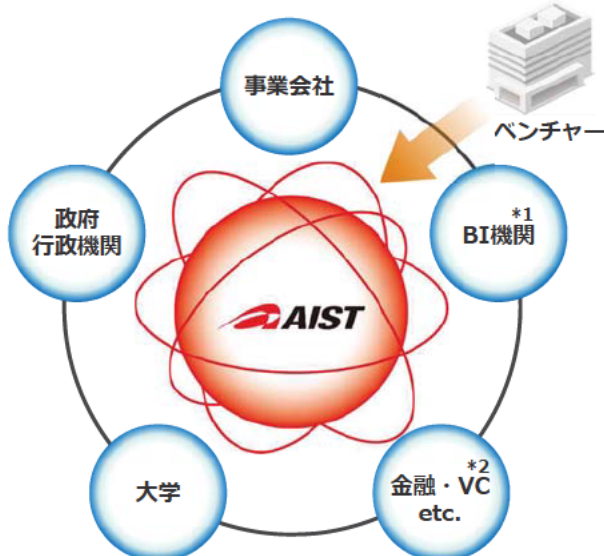 事業会社
ベンチャー
政府
行政機関
*1
BI機関
AIST
大学
*2
金融・VC
etc.